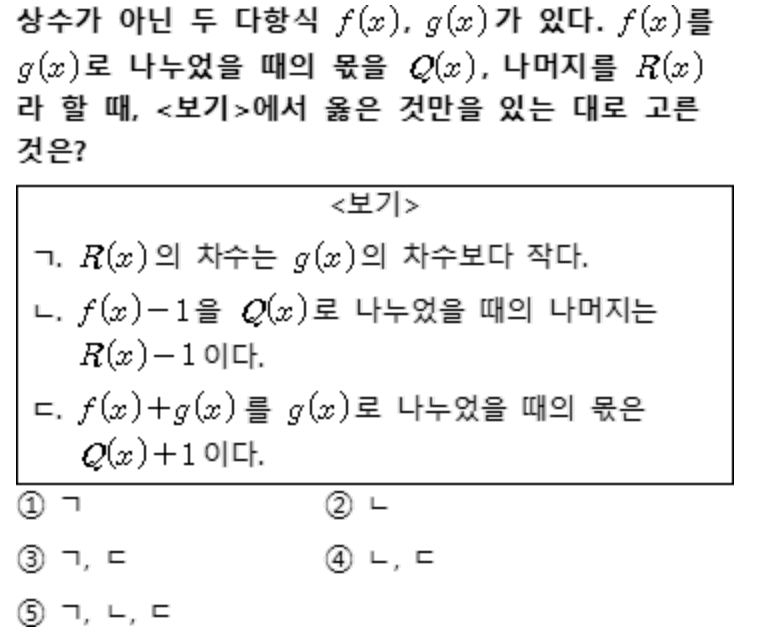 상수가 아닌 두 다항식 f(x), g(x)가 있다. f(x)를
g(x)로 나누었을 때의 몫을 Q(x), 나머지를 R(x)
라 할 때, <보기>에서 옳은 것만을 있는 대로 고른
것은?
<보기>
ㄱ. R(x)의 차수는 g(x)의 차수보다 작다.
ㄴ. f(x)-1을 Q(x)로 나누었을 때의 나머지는
R(x)-1이다.
ㄷ. f(x)+g(x)를 g(x)로 나누었을 때의 몫은
Q(x)+1이다.
① ㄱ ② ㄴ
③ ㄱ, ㄷ ④ ㄴ, ㄷ
⑤ ㄱ, ㄴ, ㄷ